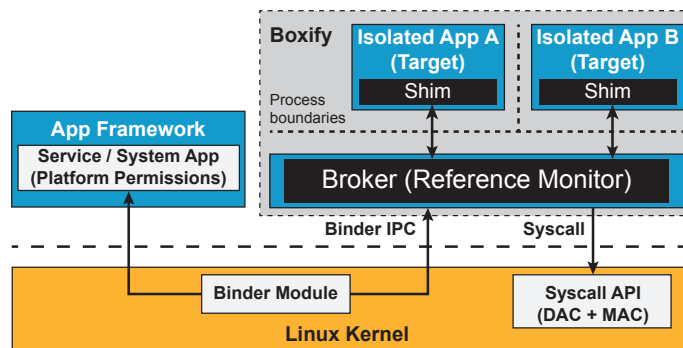 Boxify
Isolated App A
(Target)
Shim
Isolated App B
(Target)
Shim
Process
boundaries
App Framework
Service / System App
(Platform Permissions)
Broker (Reference Monitor)
Binder IPC
Syscall
Binder Module
Syscall API
(DAC + MAC)
Linux Kernel